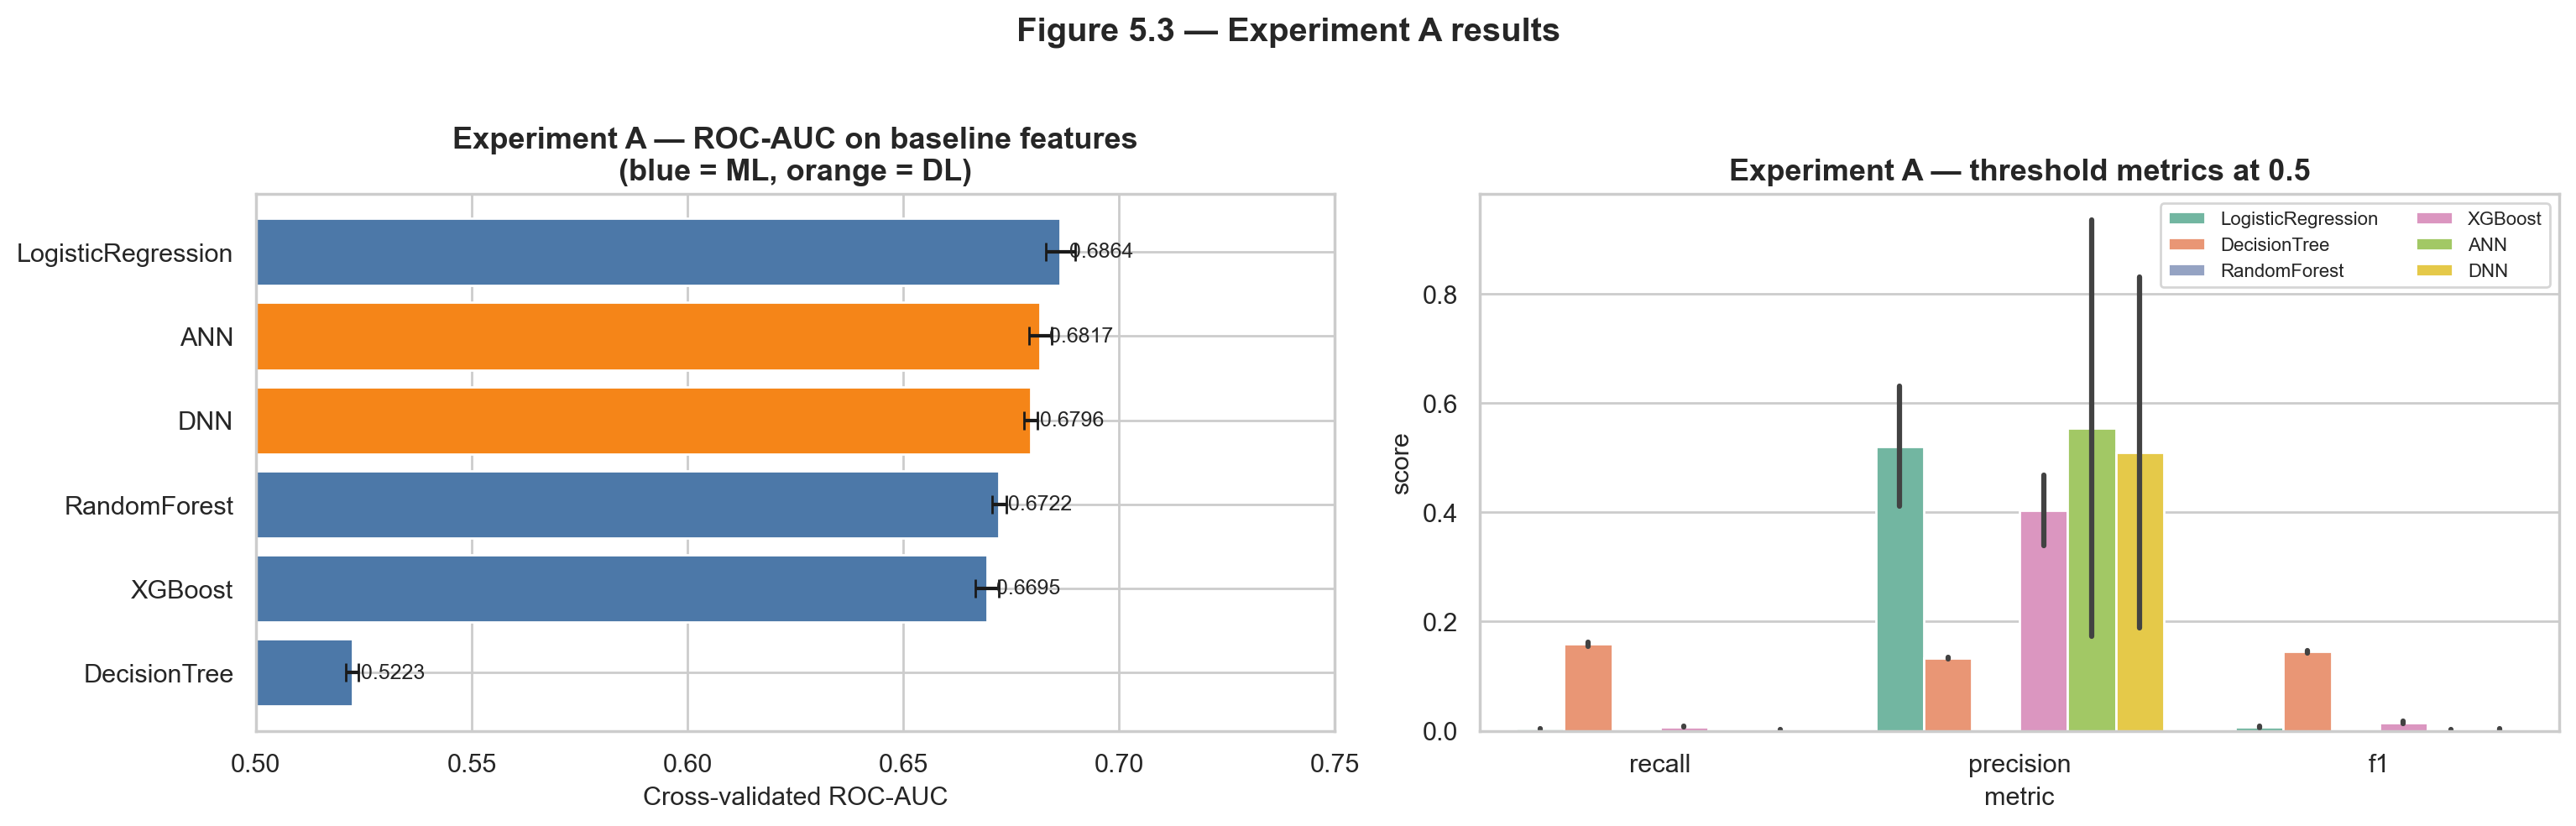 Figure 5.3 — Experiment A results
Experiment A — ROC-AUC on baseline features
(blue = ML, orange = DL)
LogisticRegression
0.6864
ANN
0.6817
DNN
0.6796
RandomForest
0.6722
XGBoost
0.6695
DecisionTree
0.5223
0.50 0.55 0.60 0.65 0.70 0.75
Cross-validated ROC-AUC
Experiment A — threshold metrics at 0.5
LogisticRegression
DecisionTree
RandomForest
XGBoost
ANN
DNN
score
0.8
0.6
0.4
0.2
0.0
recall precision f1
metric